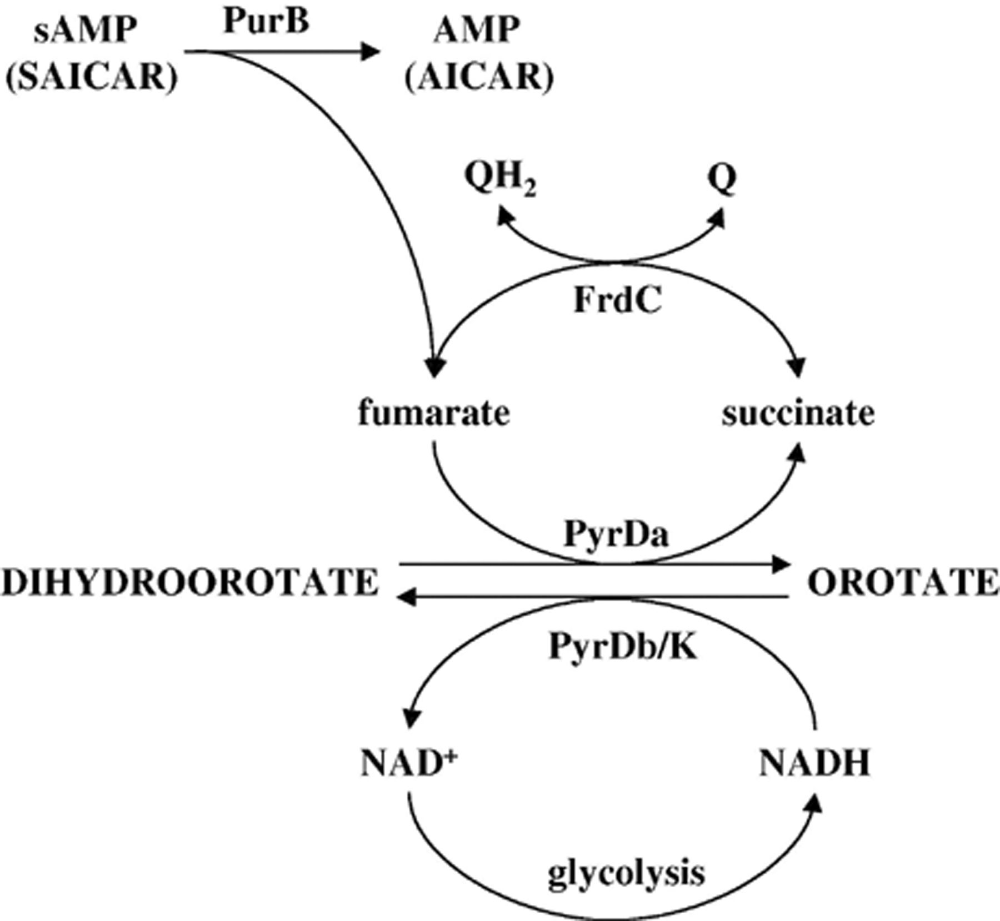 sAMP
(SAICAR)
PurB
AMP
(AICAR)
QH₂
Q
FrdC
fumarate
succinate
PyrDa
DIHYDROOROTATE
OROTATE
PyrDb/K
NAD⁺
NADH
glycolysis